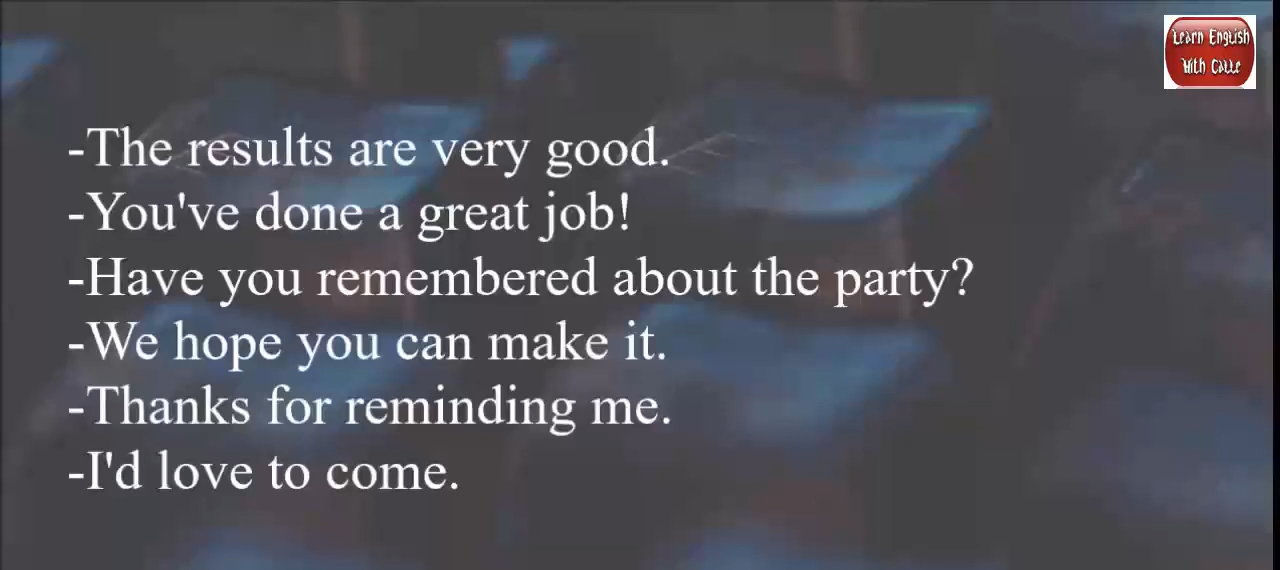 Learn English
With Calle
-The results are very good.
-You've done a great job!
-Have you remembered about the party?
-We hope you can make it.
-Thanks for reminding me.
-I'd love to come.